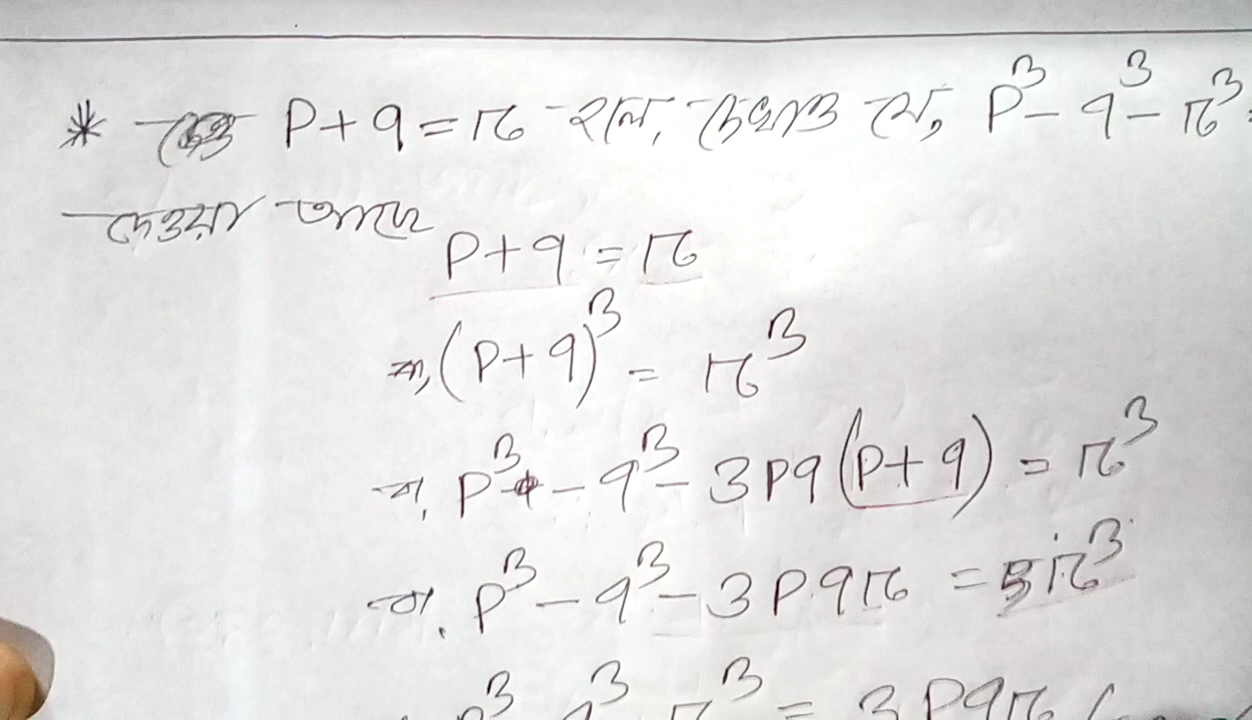 * P+q=r হলে, দেখাও যে, P³-q³-r³=
দেওয়া আছে
P+q=r
বা, (P+q)³=r³
বা, P³-q³-3Pq(P+q)=r³
বা, P³-q³-3Pqr=r³
P³ q³ r³=3Pqr (